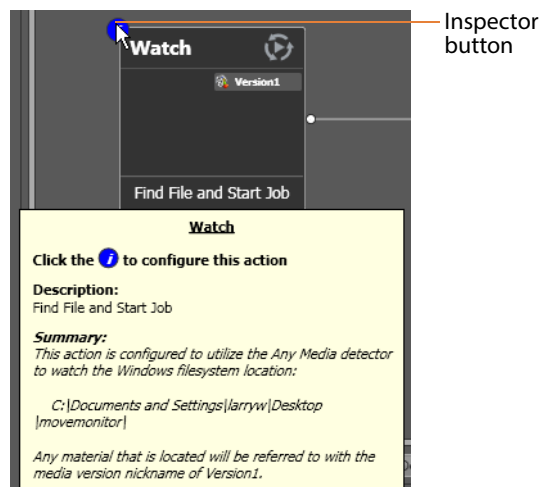 Inspector
button
Watch
Version1
Find File and Start Job
Watch
Click the i to configure this action
Description:
Find File and Start Job
Summary:
This action is configured to utilize the Any Media detector
to watch the Windows filesystem location:
C:|Documents and Settings|larryw|Desktop
|movemonitor|
Any material that is located will be referred to with the
media version nickname of Version1.